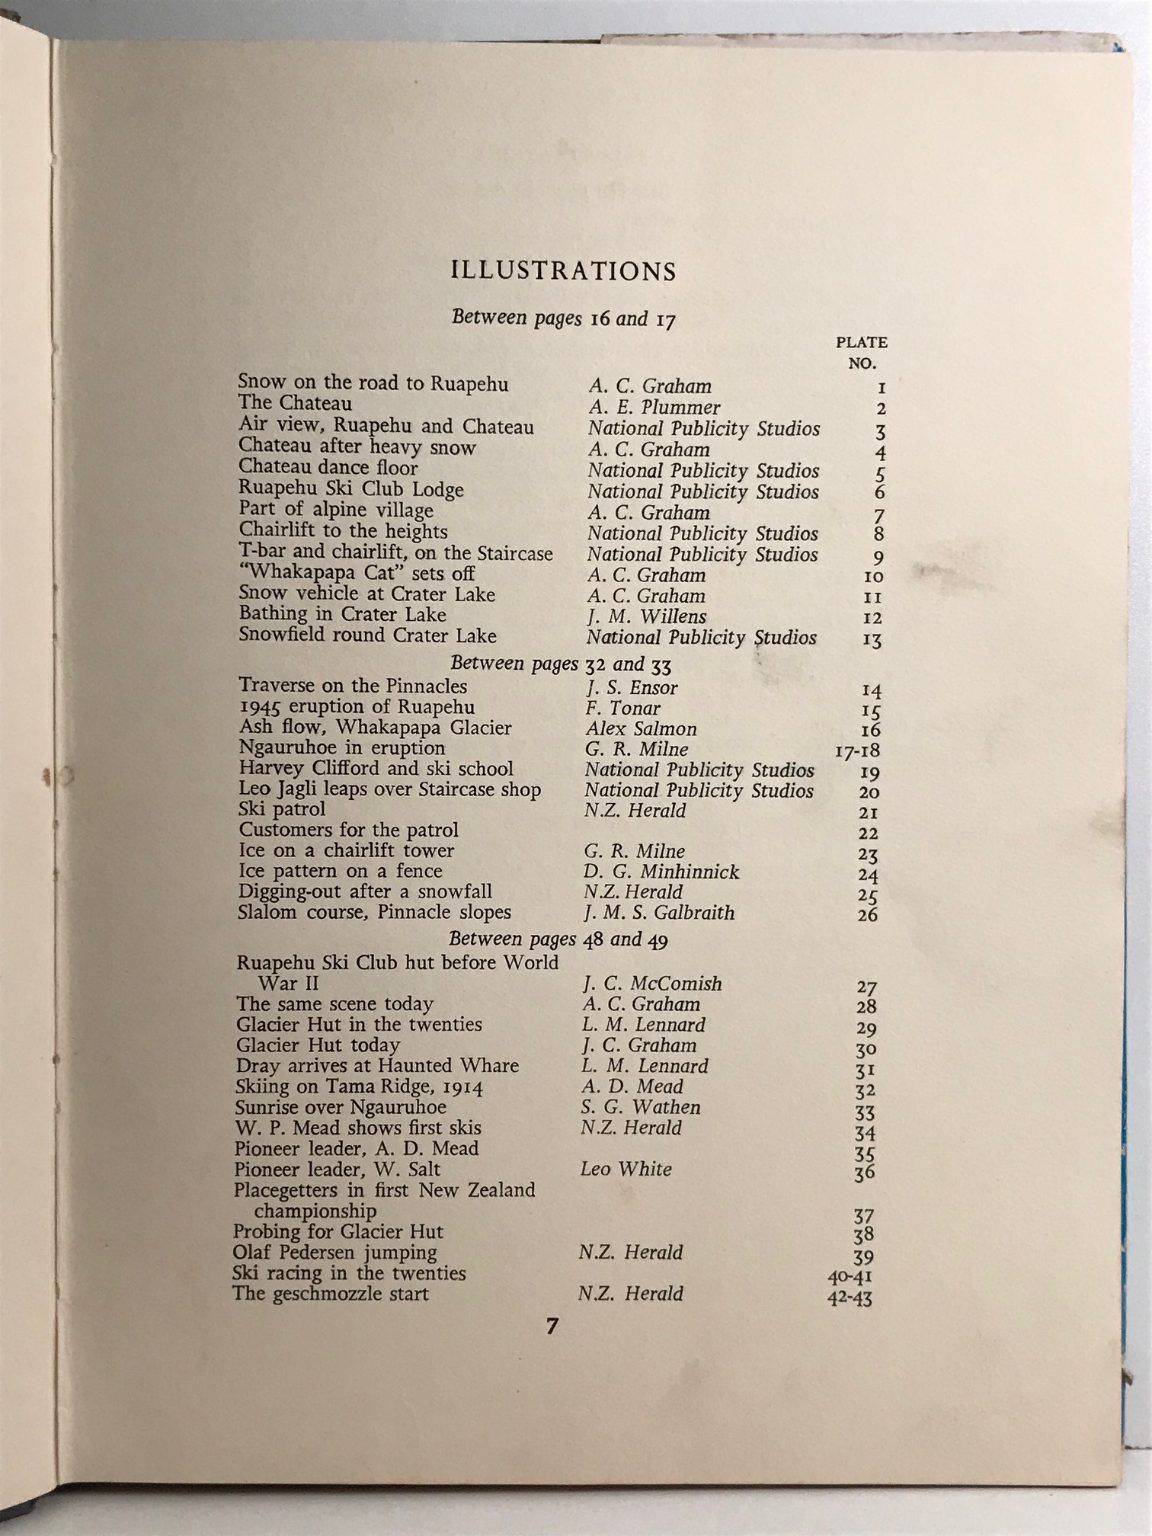 ILLUSTRATIONS
Between pages 16 and 17
PLATE
NO.
Snow on the road to Ruapehu A. C. Graham 1
The Chateau A. E. Plummer 2
Air view, Ruapehu and Chateau National Publicity Studios 3
Chateau after heavy snow A. C. Graham 4
Chateau dance floor National Publicity Studios 5
Ruapehu Ski Club Lodge National Publicity Studios 6
Part of alpine village A. C. Graham 7
Chairlift to the heights National Publicity Studios 8
T-bar and chairlift, on the Staircase National Publicity Studios 9
“Whakapapa Cat” sets off A. C. Graham 10
Snow vehicle at Crater Lake A. C. Graham 11
Bathing in Crater Lake J. M. Willens 12
Snowfield round Crater Lake National Publicity Studios 13
Between pages 32 and 33
Traverse on the Pinnacles J. S. Ensor 14
1945 eruption of Ruapehu F. Tonar 15
Ash flow, Whakapapa Glacier Alex Salmon 16
Ngauruhoe in eruption G. R. Milne 17-18
Harvey Clifford and ski school National Publicity Studios 19
Leo Jagli leaps over Staircase shop National Publicity Studios 20
Ski patrol N.Z. Herald 21
Customers for the patrol 22
Ice on a chairlift tower G. R. Milne 23
Ice pattern on a fence D. G. Minhinnick 24
Digging-out after a snowfall N.Z. Herald 25
Slalom course, Pinnacle slopes J. M. S. Galbraith 26
Between pages 48 and 49
Ruapehu Ski Club hut before World
War II J. C. McComish 27
The same scene today A. C. Graham 28
Glacier Hut in the twenties L. M. Lennard 29
Glacier Hut today J. C. Graham 30
Dray arrives at Haunted Whare L. M. Lennard 31
Skiing on Tama Ridge, 1914 A. D. Mead 32
Sunrise over Ngauruhoe S. G. Wathen 33
W. P. Mead shows first skis N.Z. Herald 34
Pioneer leader, A. D. Mead 35
Pioneer leader, W. Salt Leo White 36
Placegetters in first New Zealand
championship 37
Probing for Glacier Hut 38
Olaf Pedersen jumping N.Z. Herald 39
Ski racing in the twenties 40-41
The geschmozzle start N.Z. Herald 42-43
7